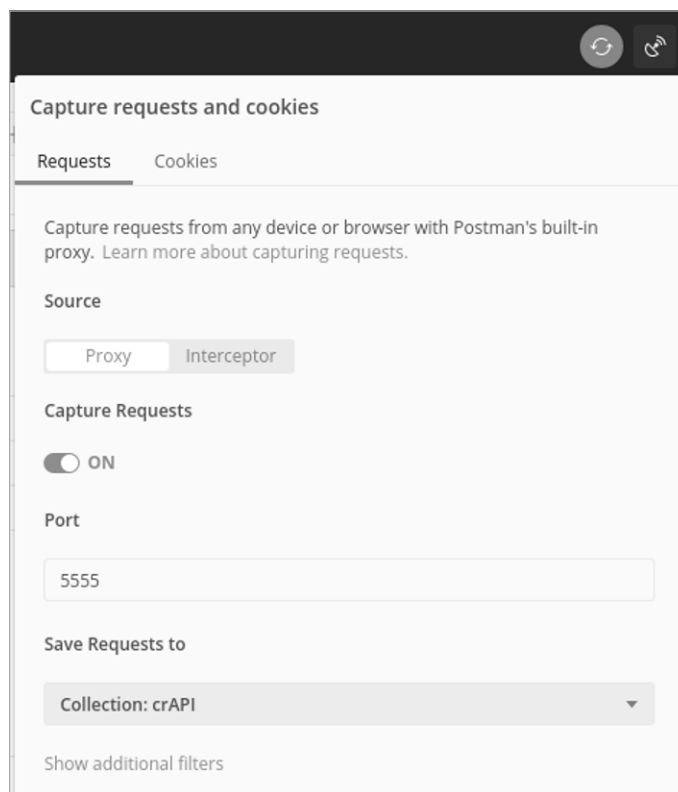 Capture requests and cookies
Requests Cookies
Capture requests from any device or browser with Postman's built-in
proxy. Learn more about capturing requests.
Source
Proxy Interceptor
Capture Requests
ON
Port
5555
Save Requests to
Collection: crAPI
Show additional filters